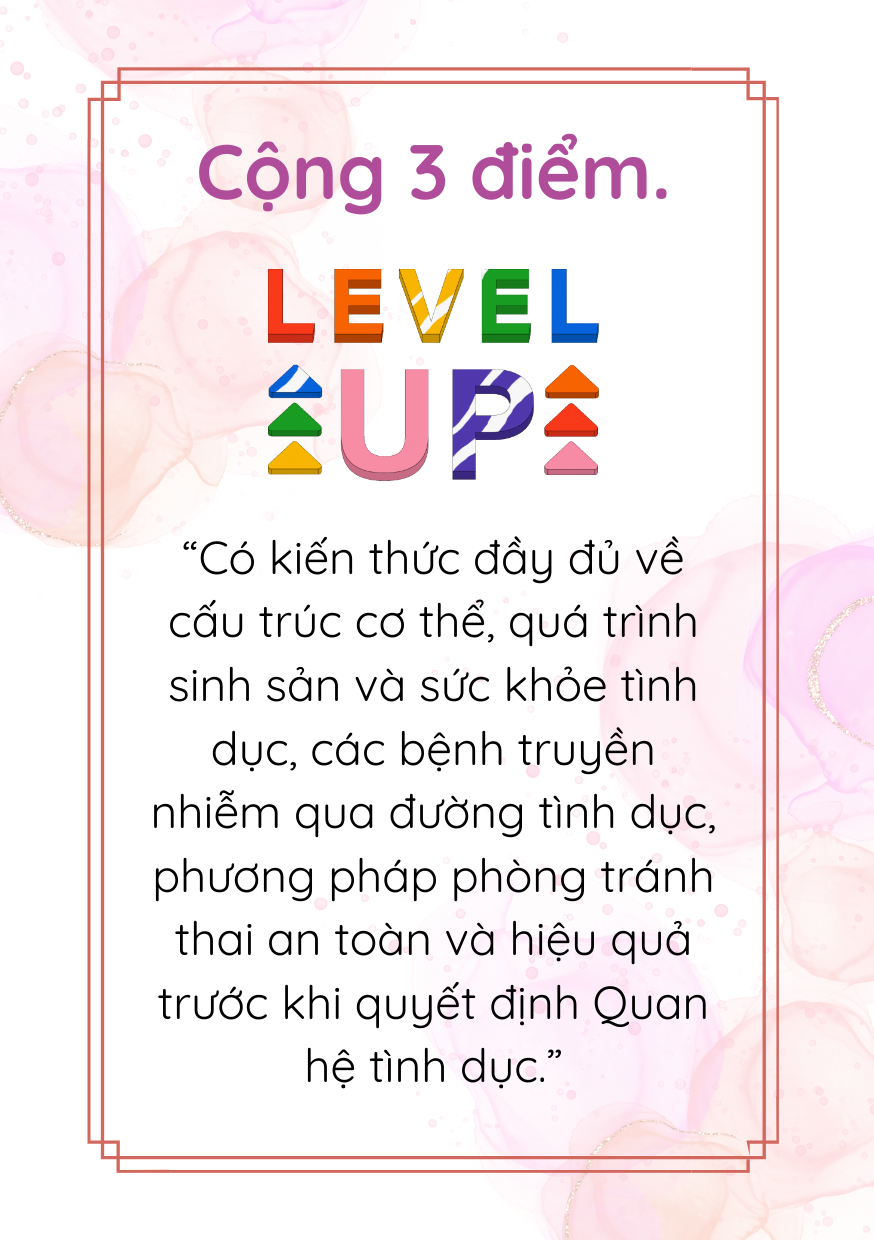 Cộng 3 điểm.
LEVEL
UP
“Có kiến thức đầy đủ về
cấu trúc cơ thể, quá trình
sinh sản và sức khỏe tình
dục, các bệnh truyền
nhiễm qua đường tình dục,
phương pháp phòng tránh
thai an toàn và hiệu quả
trước khi quyết định Quan
hệ tình dục.”